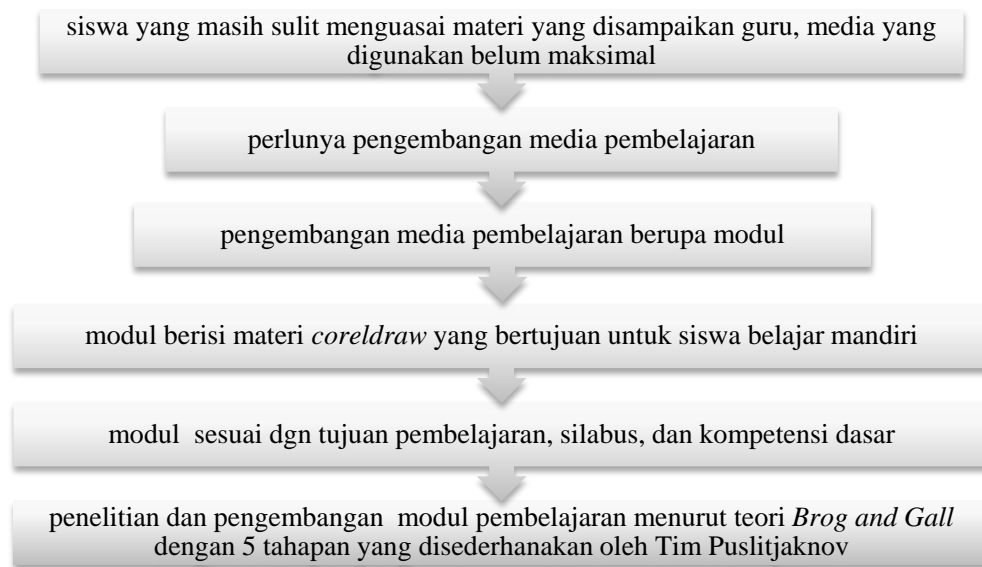 siswa yang masih sulit menguasai materi yang disampaikan guru, media yang
digunakan belum maksimal
perlunya pengembangan media pembelajaran
pengembangan media pembelajaran berupa modul
modul berisi materi coreldraw yang bertujuan untuk siswa belajar mandiri
modul sesuai dgn tujuan pembelajaran, silabus, dan kompetensi dasar
penelitian dan pengembangan modul pembelajaran menurut teori Brog and Gall
dengan 5 tahapan yang disederhanakan oleh Tim Puslitjaknov